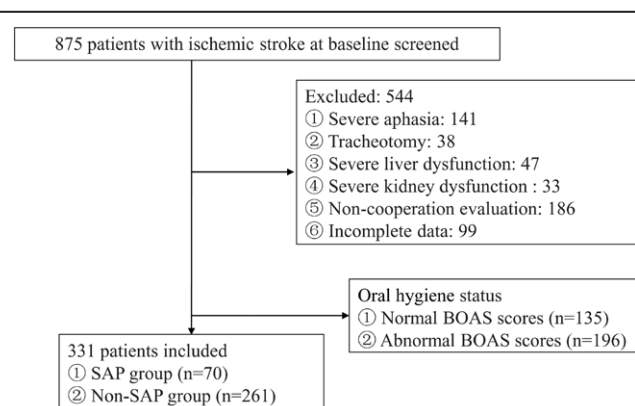 875 patients with ischemic stroke at baseline screened
Excluded: 544
① Severe aphasia: 141
② Tracheotomy: 38
③ Severe liver dysfunction: 47
④ Severe kidney dysfunction : 33
⑤ Non-cooperation evaluation: 186
⑥ Incomplete data: 99
Oral hygiene status
① Normal BOAS scores (n=135)
② Abnormal BOAS scores (n=196)
331 patients included
① SAP group (n=70)
② Non-SAP group (n=261)